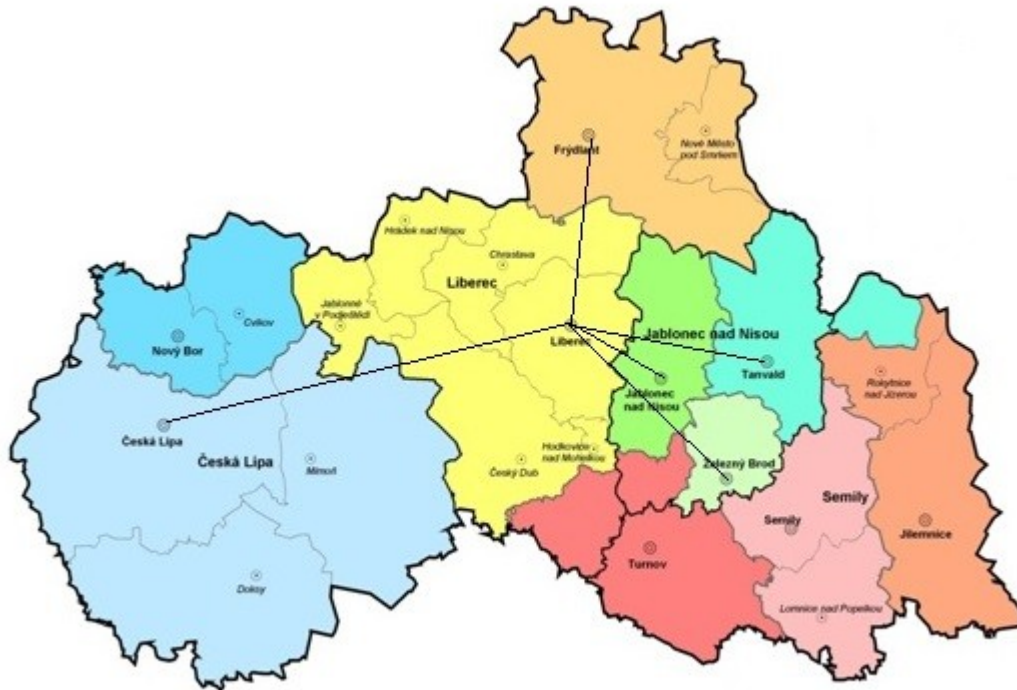 Frýdlant
Nové Město
pod Smrkem
Hrádek nad Nisou
Chrastava
Liberec
Jablonné
v Podještědí
Cvikov
Nový Bor
Liberec
Jablonec nad Nisou
Tanvald
Rokytnice
nad Jizerou
Jablonec
nad Nisou
Česká Lípa
Česká Lípa
Mimoň
Hodkovice
nad Mohelkou
Český Dub
Železný Brod
Semily
Semily
Jilemnice
Turnov
Doksy
Lomnice nad Popelkou